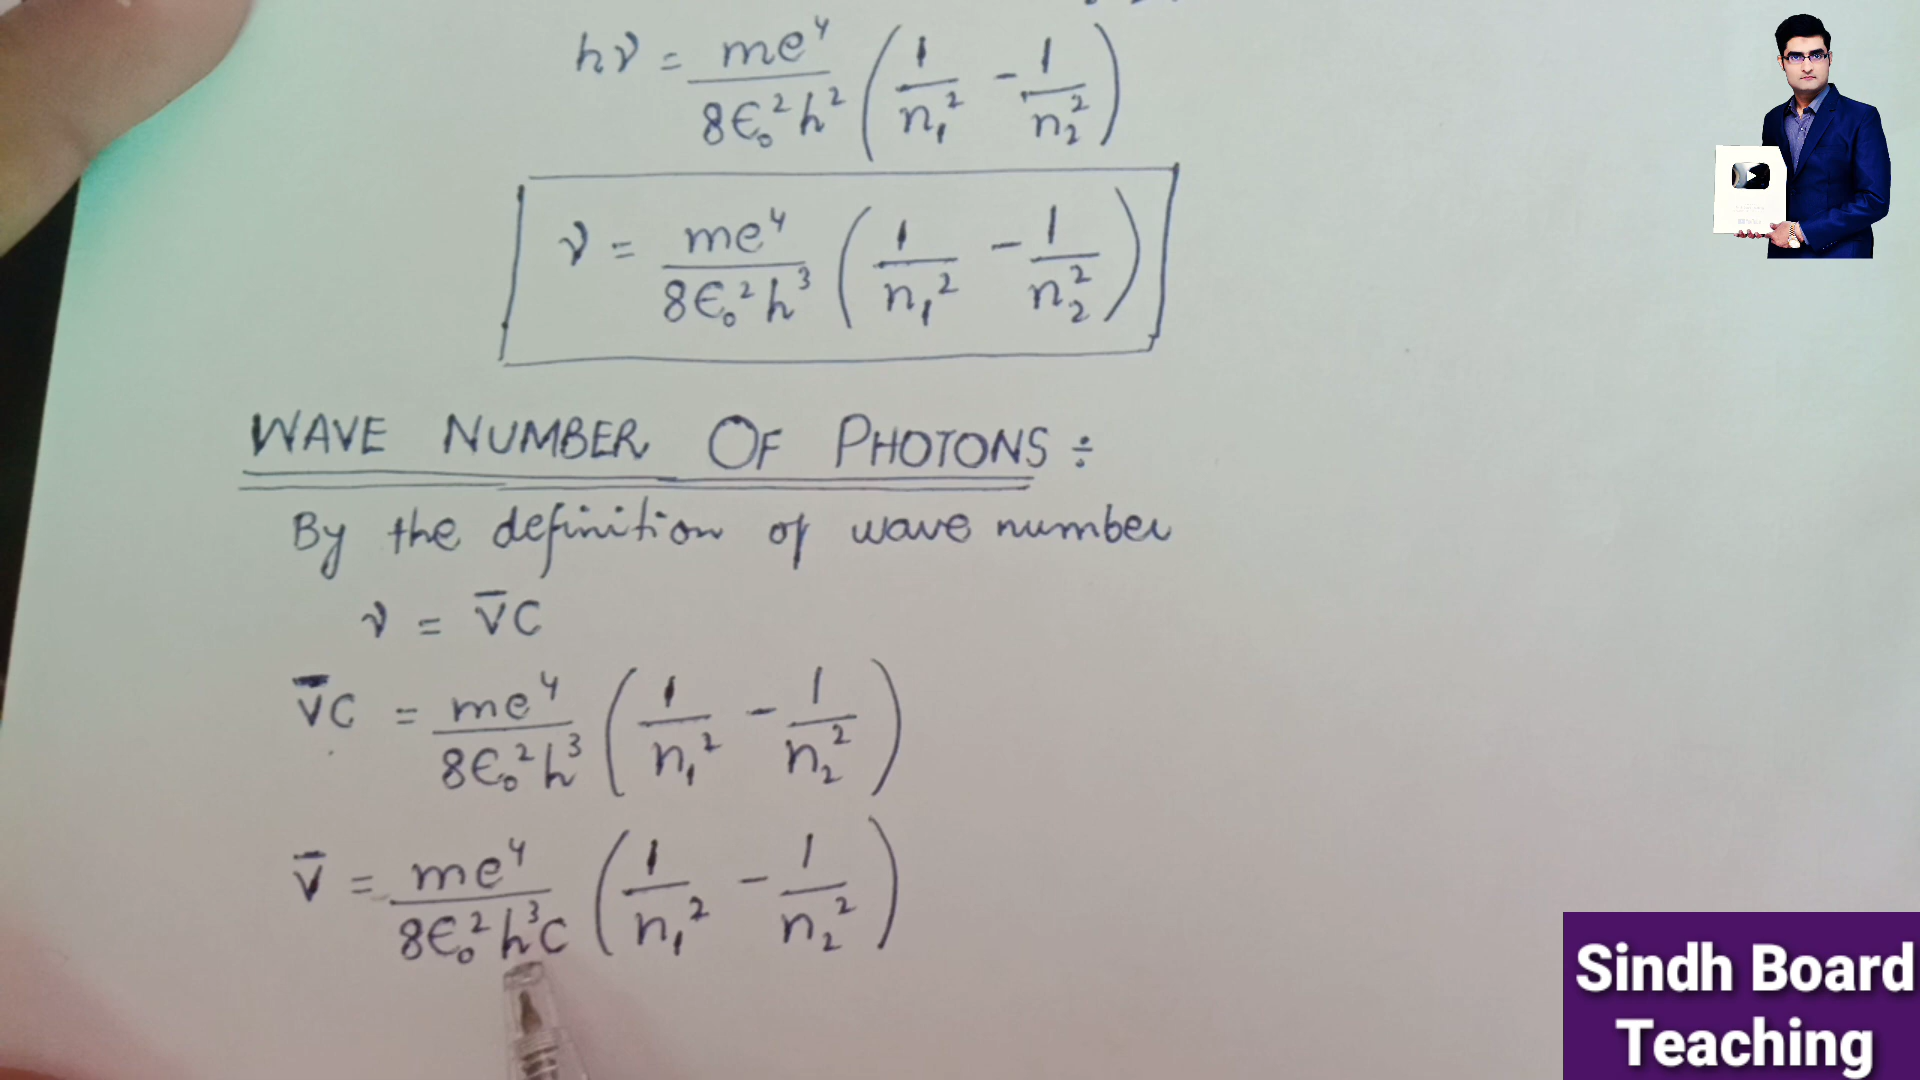 hν = me⁴ / 8ε₀²h² (1/n₁² - 1/n₂²)
ν = me⁴ / 8ε₀²h³ (1/n₁² - 1/n₂²)
WAVE NUMBER OF PHOTONS ÷
By the definition of wave number
ν = V̄C
V̄C = me⁴ / 8ε₀²h³ (1/n₁² - 1/n₂²)
V̄ = me⁴ / 8ε₀²h³C (1/n₁² - 1/n₂²)
Sindh Board
Teaching